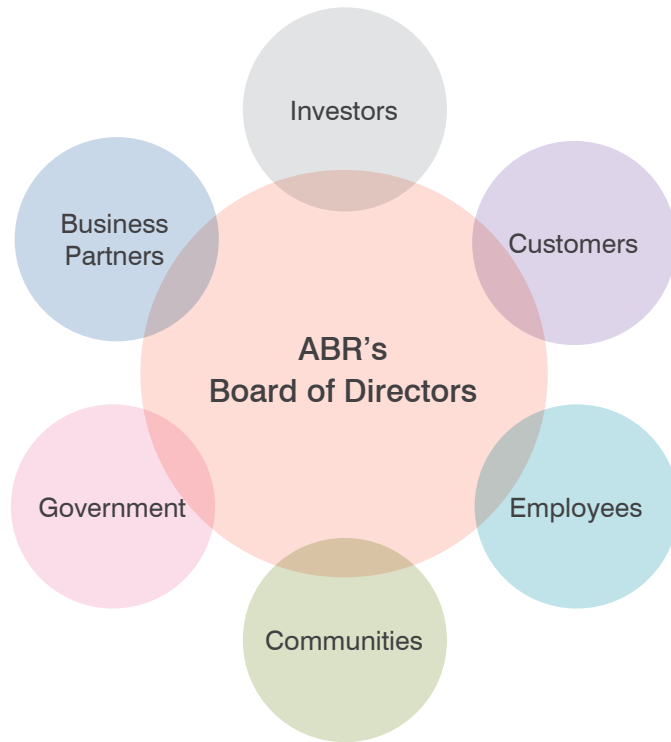 Investors
Business
Partners
Customers
ABR’s
Board of Directors
Government
Employees
Communities